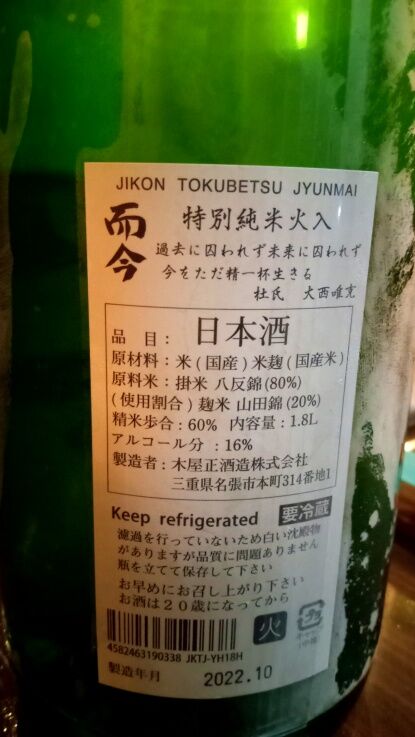 JIKON TOKUBETSU JYUNMAI
而今 特別純米火入
過去に囚われず未来に囚われず
今をただ精一杯生きる
杜氏 大西唯克
品目：日本酒
原材料：米(国産)米麹(国産米)
原料米：掛米 八反錦(80%)
(使用割合) 麹米 山田錦(20%)
精米歩合：60% 内容量：1.8L
アルコール分 ：16%
製造者：木屋正酒造株式会社
三重県名張市本町314番地1
Keep refrigerated 要冷蔵
濾過を行っていないため白い沈殿物
がありますが品質に問題ありません
瓶を立てて保存して下さい
お早めにお召し上がり下さい
お酒は20歳になってから
火
4582463190338 JKTJ-YH18H
製造年月 2022.10